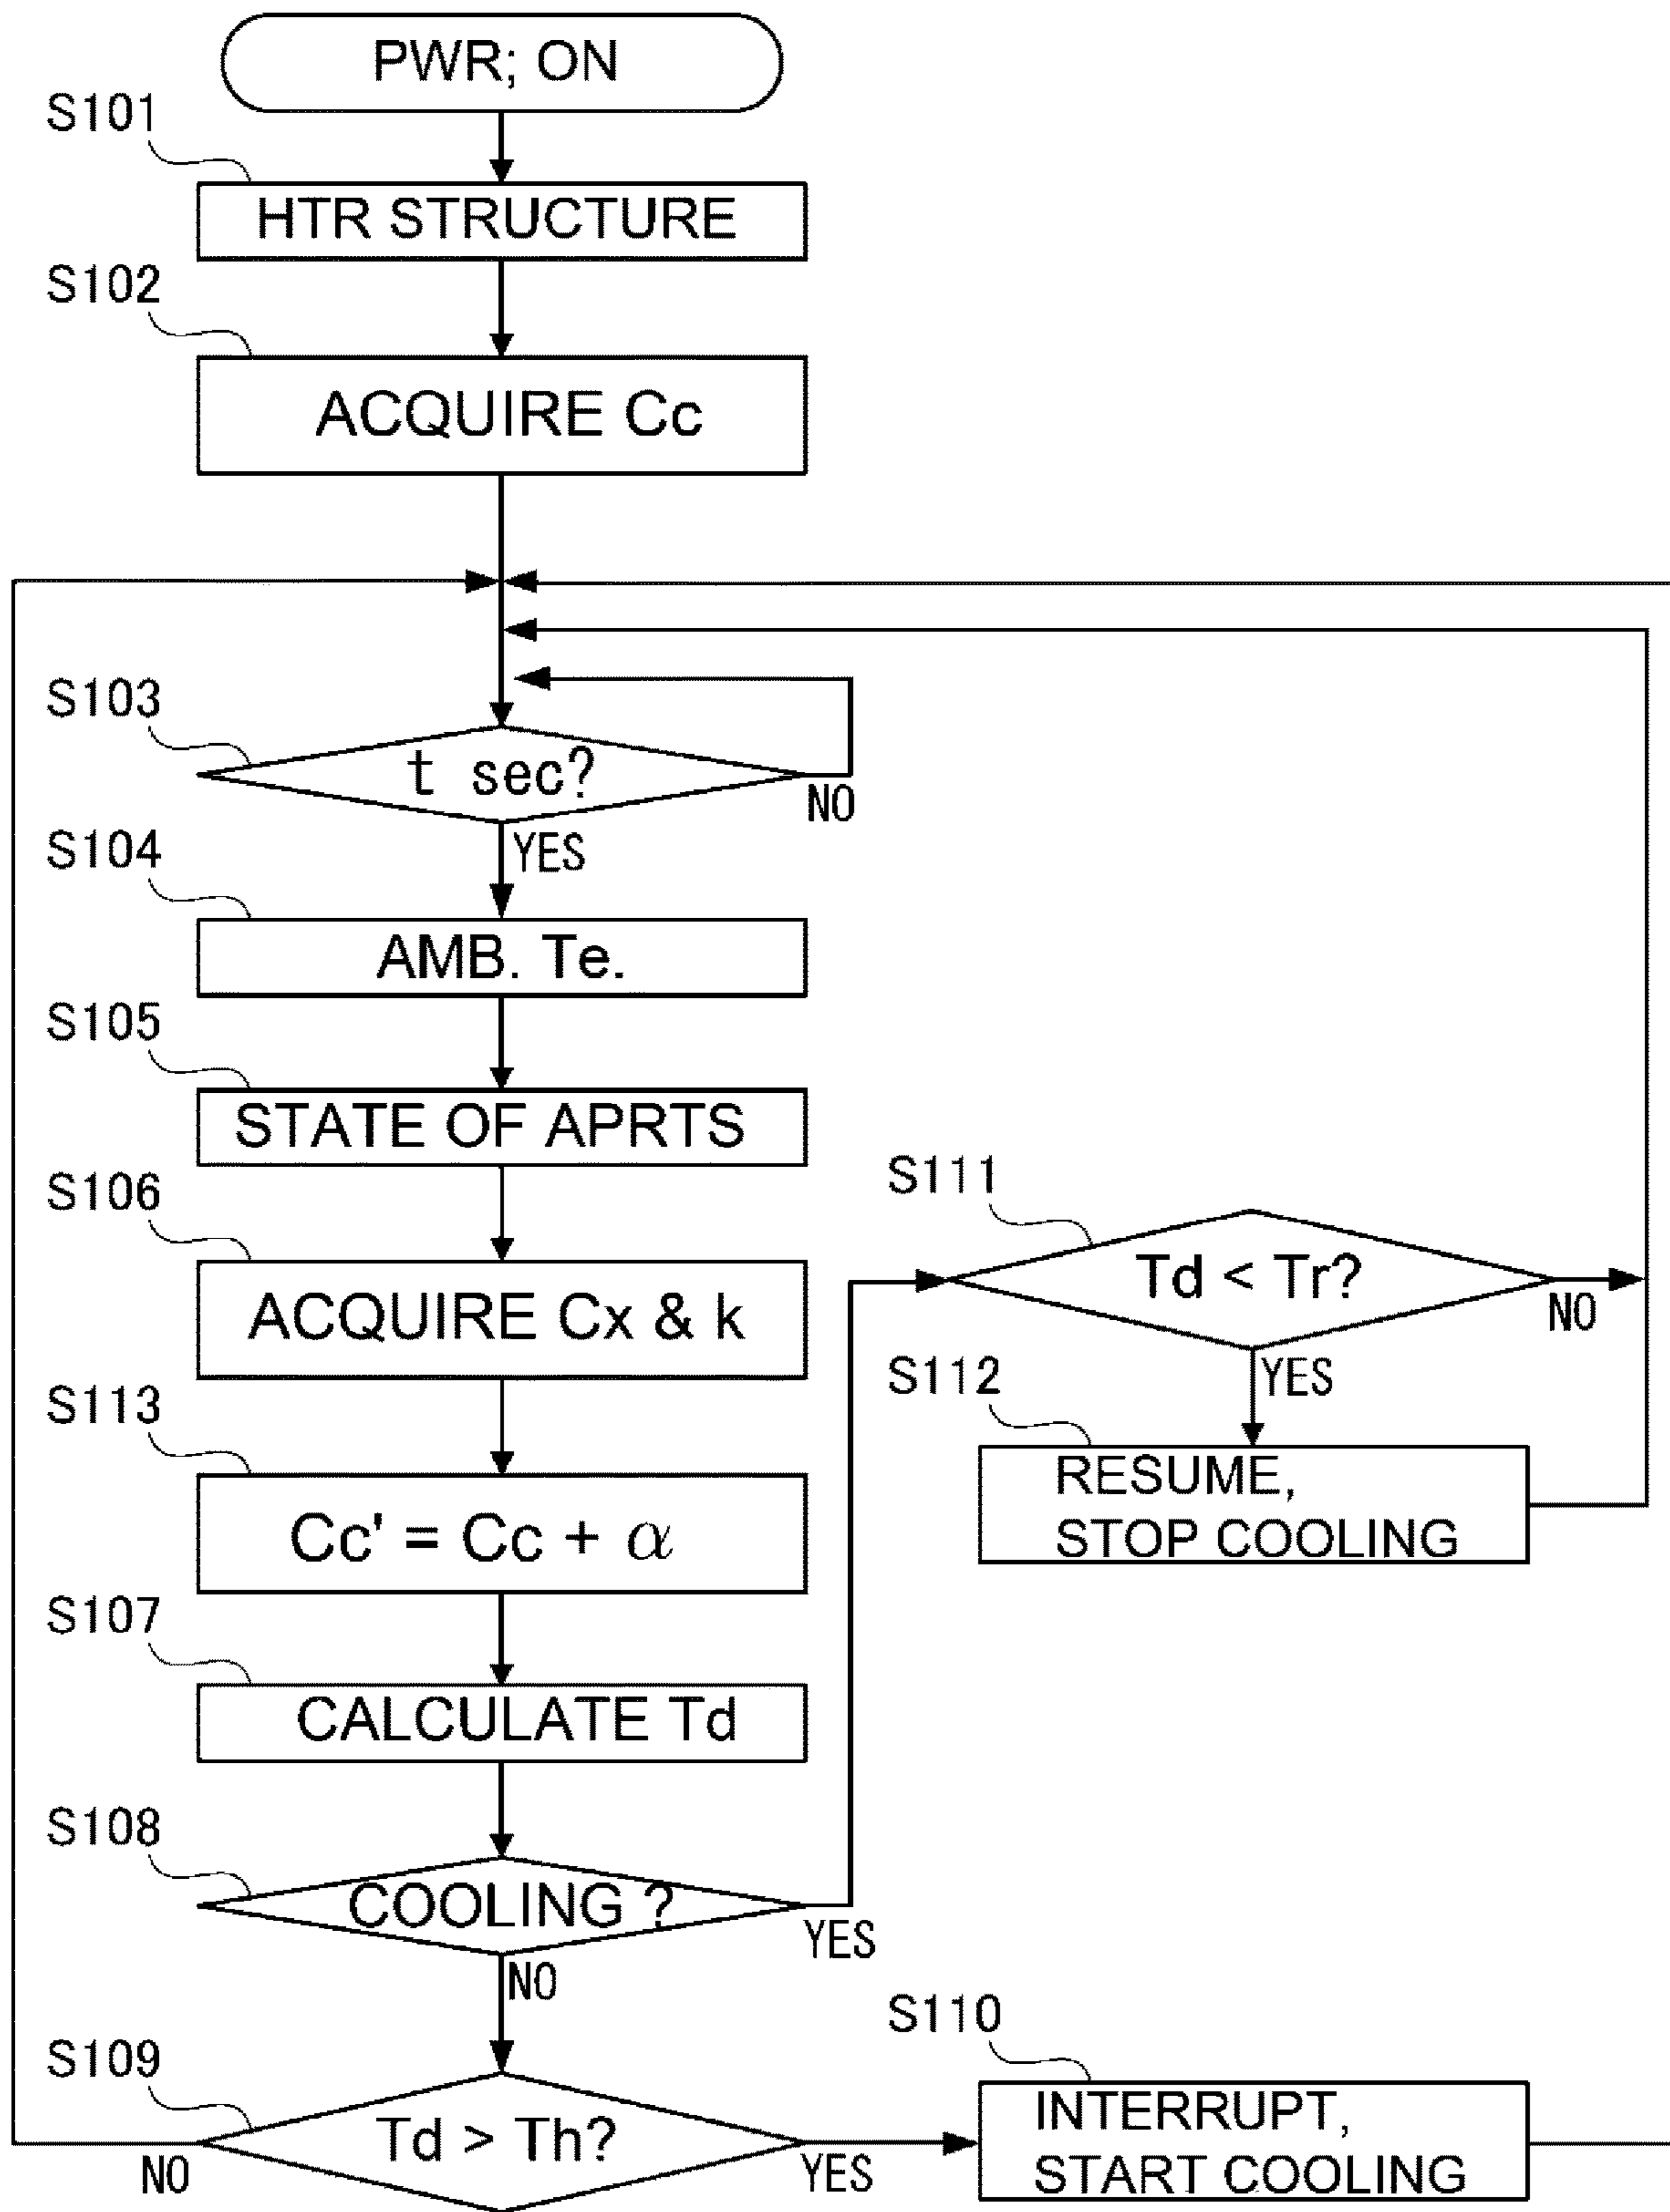 PWR; ON
S101
HTR STRUCTURE
S102
ACQUIRE Cc
S103
t sec?
NO
YES
S104
AMB. Te.
S105
STATE OF APRTS
S106
ACQUIRE Cx & k
S113
Cc' = Cc + α
S107
CALCULATE Td
S108
COOLING ?
YES
NO
S109
Td > Th?
NO
YES
S110
INTERRUPT,
START COOLING
S111
Td < Tr?
NO
YES
S112
RESUME,
STOP COOLING